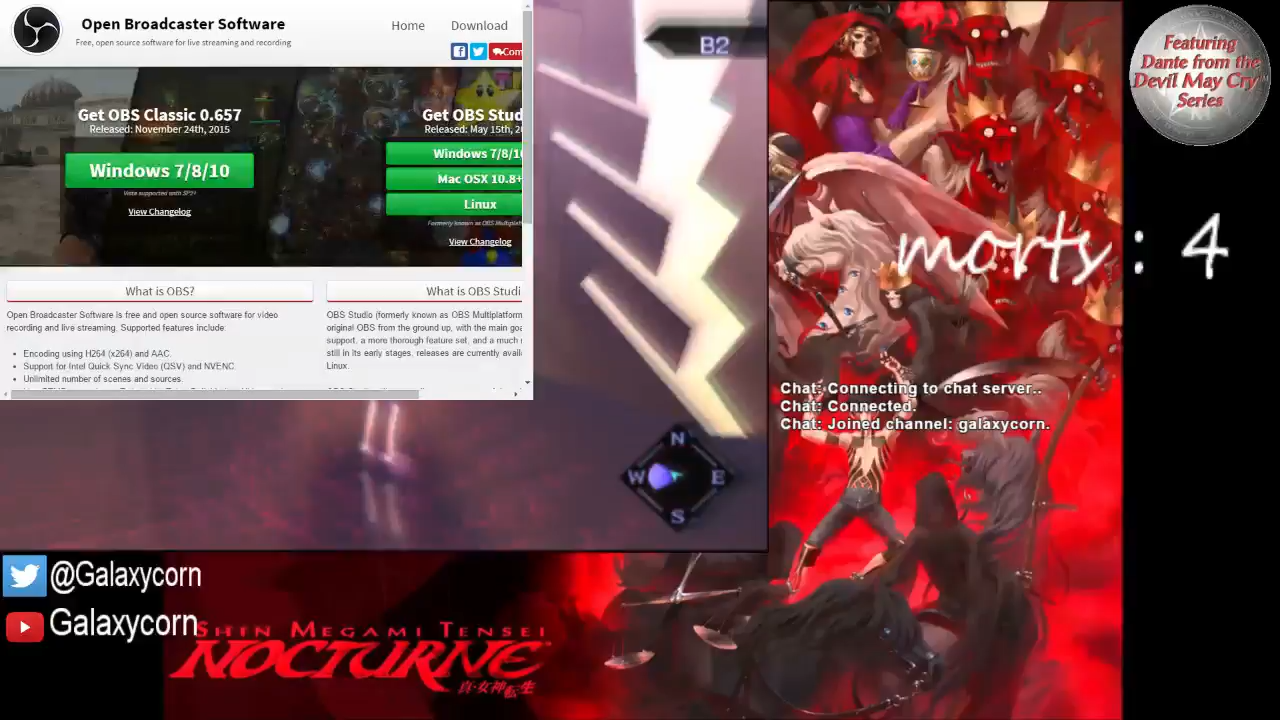 Open Broadcaster Software
Free, open source software for live streaming and recording
Home
Download
Com
Get OBS Classic 0.657
Released: November 24th, 2015
Windows 7/8/10
View Changelog
Get OBS Stud
Released: May 15th, 20
Windows 7/8/10
Mac OSX 10.8+
Linux
Formerly known as OBS Multiplatf
View Changelog
What is OBS?
Open Broadcaster Software is free and open source software for video
recording and live streaming. Supported features include:
Encoding using H264 (x264) and AAC.
Support for Intel Quick Sync Video (QSV) and NVENC.
Unlimited number of scenes and sources.
What is OBS Studi
OBS Studio (formerly known as OBS Multiplatform
original OBS from the ground up, with the main goa
support, a more thorough feature set, and a much
still in its early stages, releases are currently avail
Linux.
B2
N
W
E
S
Featuring
Dante from the
Devil May Cry
Series
morts : 4
Chat: Connecting to chat server..
Chat: Connected.
Chat: Joined channel: galaxycorn.
@Galaxycorn
Galaxycorn
SHIN MEGAMI TENSEI
NOCTURNE
真・女神転生